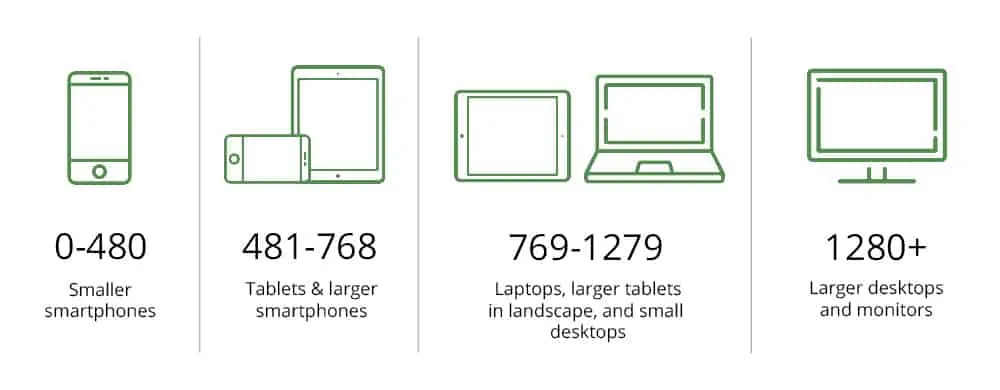 0-480
Smaller
smartphones
481-768
Tablets & larger
smartphones
769-1279
Laptops, larger tablets
in landscape, and small
desktops
1280+
Larger desktops
and monitors